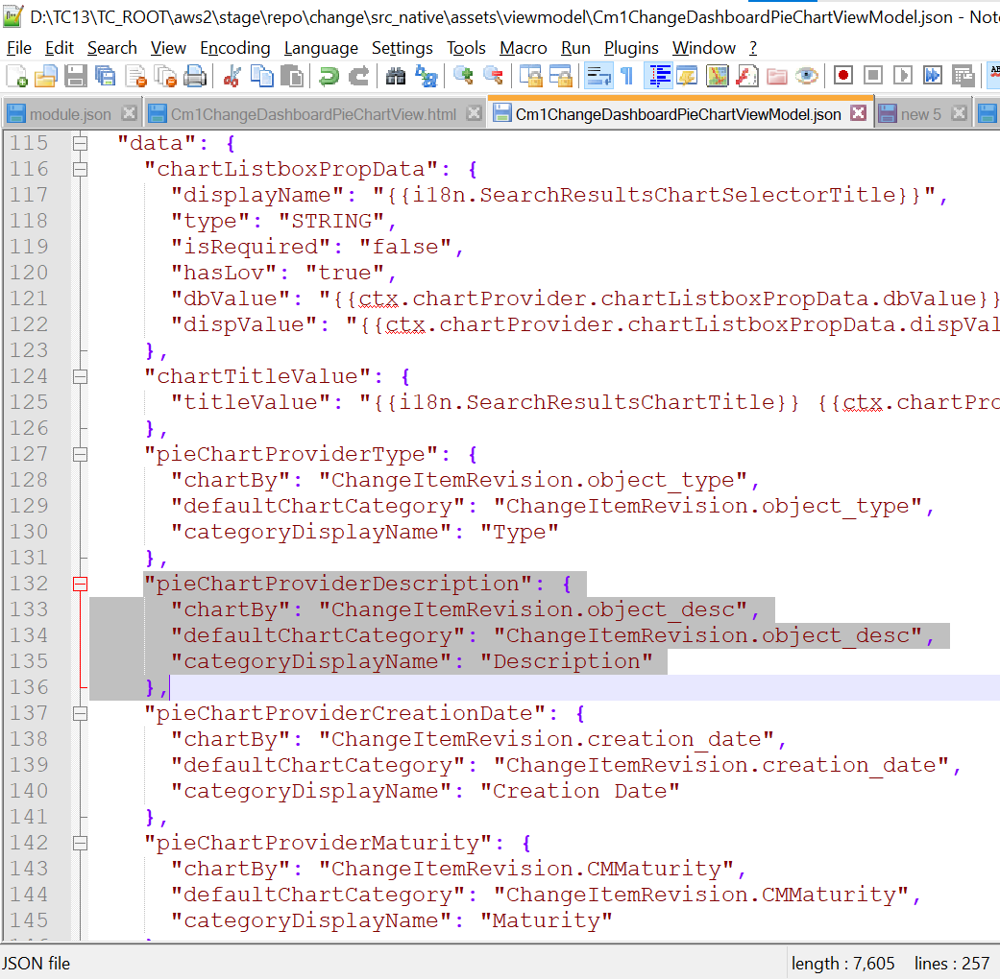 D:\TC13\TC_ROOT\aws2\stage\repo\change\src_native\assets\viewmodel\Cm1ChangeDashboardPieChartViewModel.json - Note
File Edit Search View Encoding Language Settings Tools Macro Run Plugins Window ?
module.json Cm1ChangeDashboardPieChartView.html Cm1ChangeDashboardPieChartViewModel.json new 5
115 "data": {
116 "chartListboxPropData": {
117 "displayName": "{{i18n.SearchResultsChartSelectorTitle}}",
118 "type": "STRING",
119 "isRequired": "false",
120 "hasLov": "true",
121 "dbValue": "{{ctx.chartProvider.chartListboxPropData.dbValue}}
122 "dispValue": "{{ctx.chartProvider.chartListboxPropData.dispVal
123 },
124 "chartTitleValue": {
125 "titleValue": "{{i18n.SearchResultsChartTitle}} {{ctx.chartPro
126 },
127 "pieChartProviderType": {
128 "chartBy": "ChangeItemRevision.object_type",
129 "defaultChartCategory": "ChangeItemRevision.object_type",
130 "categoryDisplayName": "Type"
131 },
132 "pieChartProviderDescription": {
133 "chartBy": "ChangeItemRevision.object_desc",
134 "defaultChartCategory": "ChangeItemRevision.object_desc",
135 "categoryDisplayName": "Description"
136 },
137 "pieChartProviderCreationDate": {
138 "chartBy": "ChangeItemRevision.creation_date",
139 "defaultChartCategory": "ChangeItemRevision.creation_date",
140 "categoryDisplayName": "Creation Date"
141 },
142 "pieChartProviderMaturity": {
143 "chartBy": "ChangeItemRevision.CMMaturity",
144 "defaultChartCategory": "ChangeItemRevision.CMMaturity",
145 "categoryDisplayName": "Maturity"
JSON file length : 7,605 lines : 257